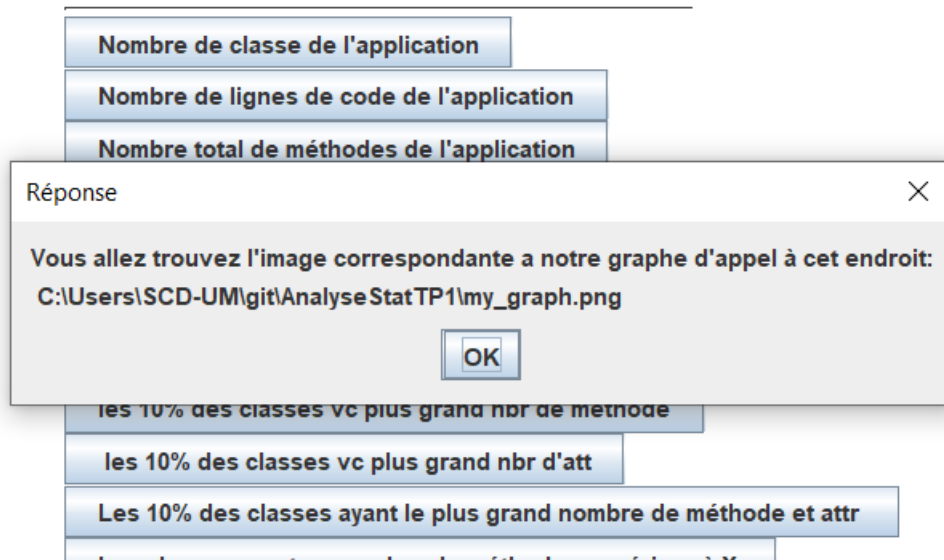 Nombre de classe de l'application
Nombre de lignes de code de l'application
Nombre total de méthodes de l'application
Réponse
Vous allez trouvez l'image correspondante a notre graphe d'appel à cet endroit:
C:\Users\SCD-UM\git\AnalyseStatTP1\my_graph.png
OK
les 10% des classes vc plus grand nbr de méthode
les 10% des classes vc plus grand nbr d'att
Les 10% des classes ayant le plus grand nombre de méthode et attr